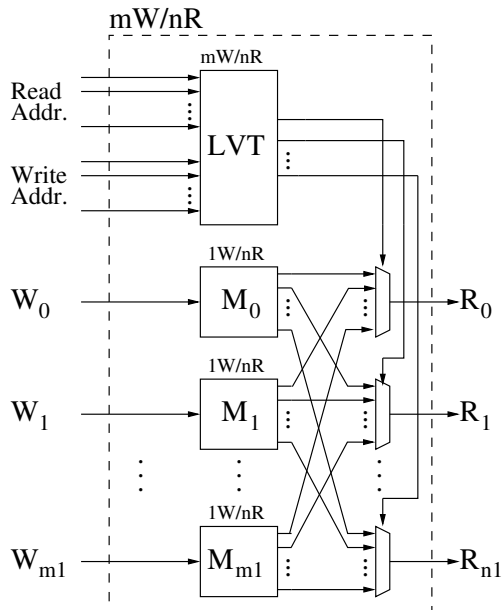 mW/nR
mW/nR
Read
Addr.
LVT
Write
Addr.
1W/nR
W0 M0 R0
1W/nR
W1 M1 R1
1W/nR
Wm1 Mm1 Rn1